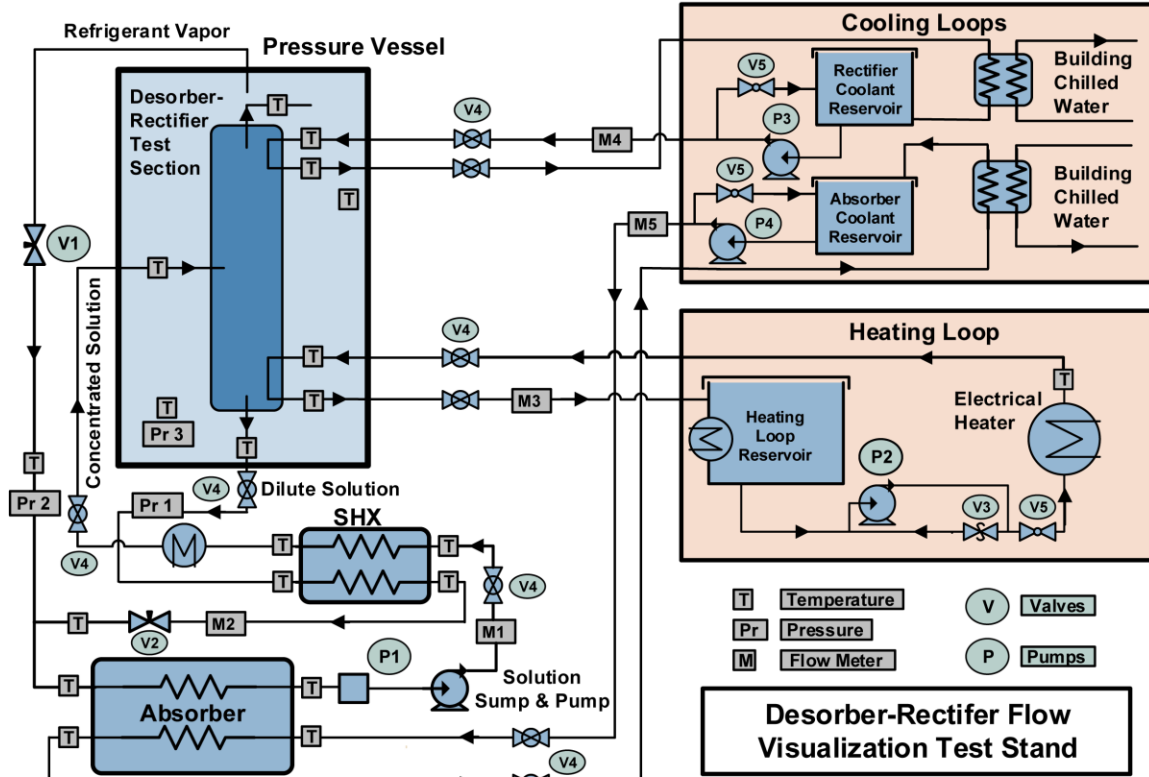 Refrigerant Vapor
Pressure Vessel
Cooling Loops
T
Desorber-
Rectifier
Test
Section
T
V4
M4
V5
P3
Rectifier
Coolant
Reservoir
Building
Chilled
Water
T
T
V5
P4
Absorber
Coolant
Reservoir
Building
Chilled
Water
M5
V1
T
Concentrated Solution
T
V4
Heating Loop
T
M3
T
Electrical
Heater
Heating
Loop
Reservoir
P2
V3
V5
T
Pr 3
T
T
Pr 2
V4
Dilute Solution
Pr 1
V4
SHX
T
T
T
T
V4
M1
T
V2
M2
P1
Solution
Sump & Pump
T
T
Absorber
T
T
V4
T
Temperature
Pr
Pressure
M
Flow Meter
V
Valves
P
Pumps
Desorber-Rectifer Flow
Visualization Test Stand